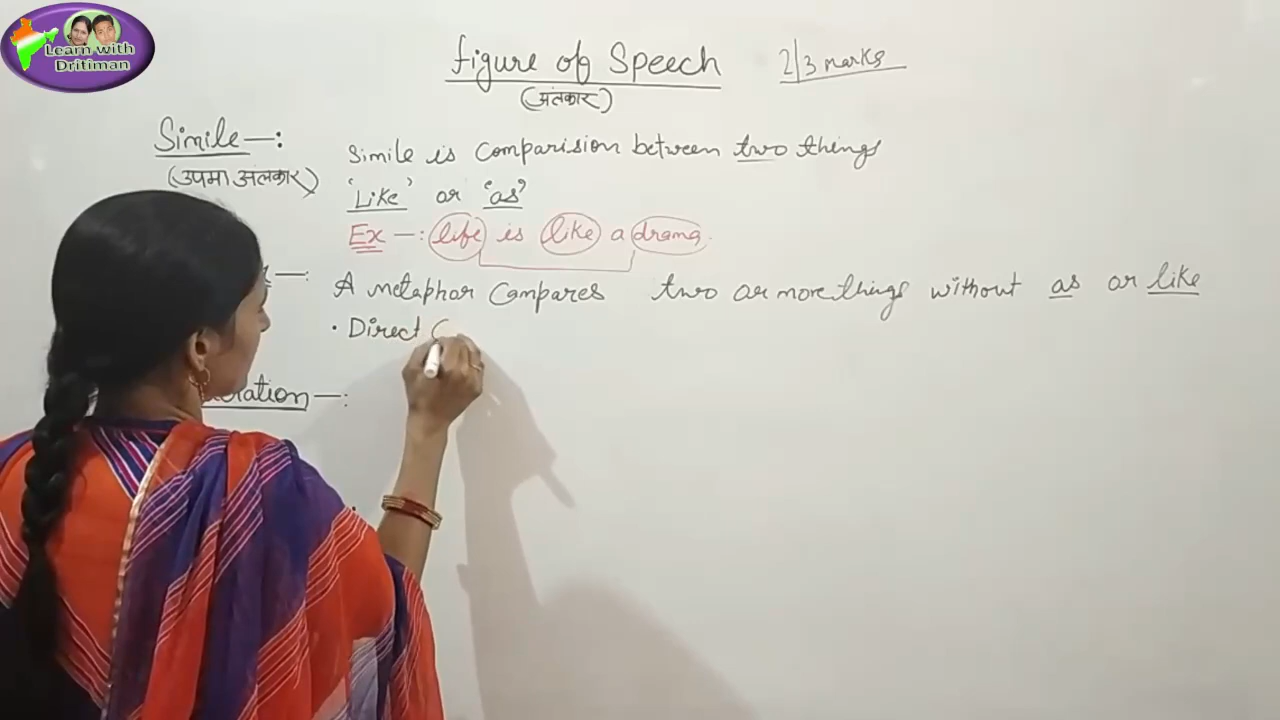 Learn with
Dritiman
Figure of Speech
2/3 marks
(अलंकार)
Simile —:
(उपमा अलंकार)
Simile is comparision between two things
'Like' or 'as'
Ex —: life is like a drama.
A metaphor Compares two or more things without as or like
• Direct